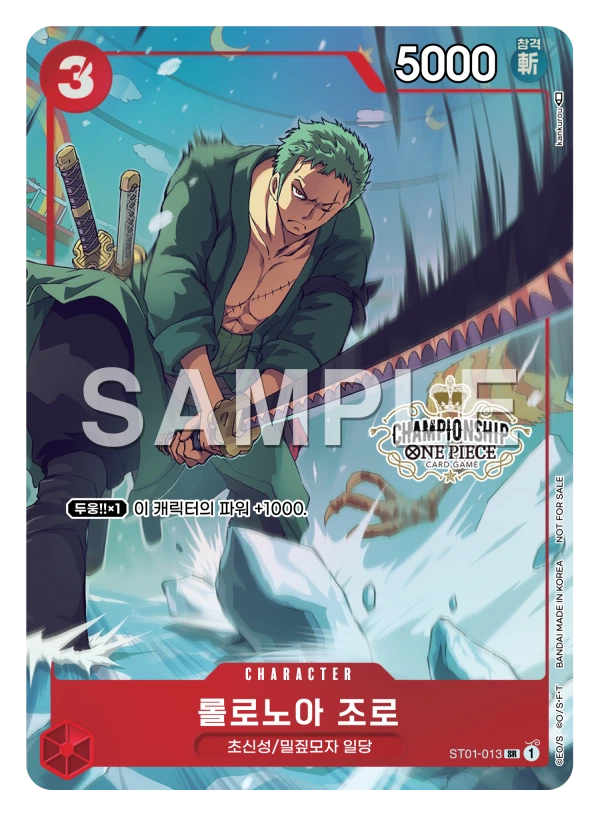 3
5000
참격
斬
kankurou
SAMPLE
CHAMPIONSHIP
ONE PIECE
CARD GAME
두웅!!×1 이 캐릭터의 파워 +1000.
CHARACTER
롤로노아 조로
초신성/밀짚모자 일당
ST01-013 SR 1
©EO/S ©O/S·F·T BANDAI MADE IN KOREA NOT FOR SALE